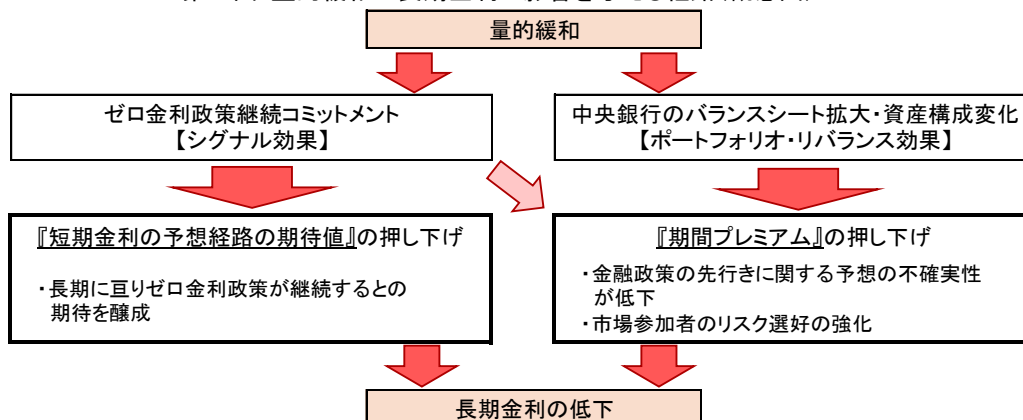 量的緩和
ゼロ金利政策継続コミットメント
【シグナル効果】
中央銀行のバランスシート拡大・資産構成変化
【ポートフォリオ・リバランス効果】
『短期金利の予想経路の期待値』の押し下げ
・長期に亘りゼロ金利政策が継続するとの
期待を醸成
『期間プレミアム』の押し下げ
・金融政策の先行きに関する予想の不確実性
が低下
・市場参加者のリスク選好の強化
長期金利の低下